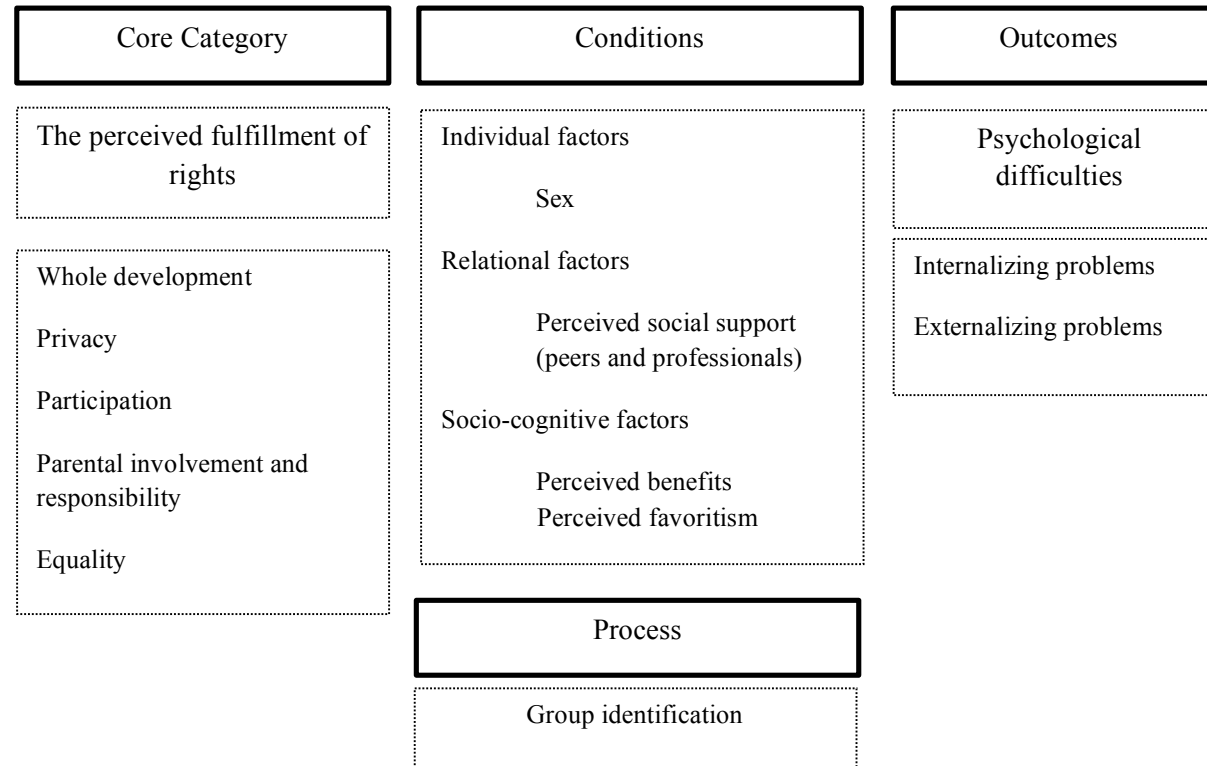 Core Category
The perceived fulfillment of
rights
Whole development
Privacy
Participation
Parental involvement and
responsibility
Equality
Conditions
Individual factors
Sex
Relational factors
Perceived social support
(peers and professionals)
Socio-cognitive factors
Perceived benefits
Perceived favoritism
Process
Group identification
Outcomes
Psychological
difficulties
Internalizing problems
Externalizing problems